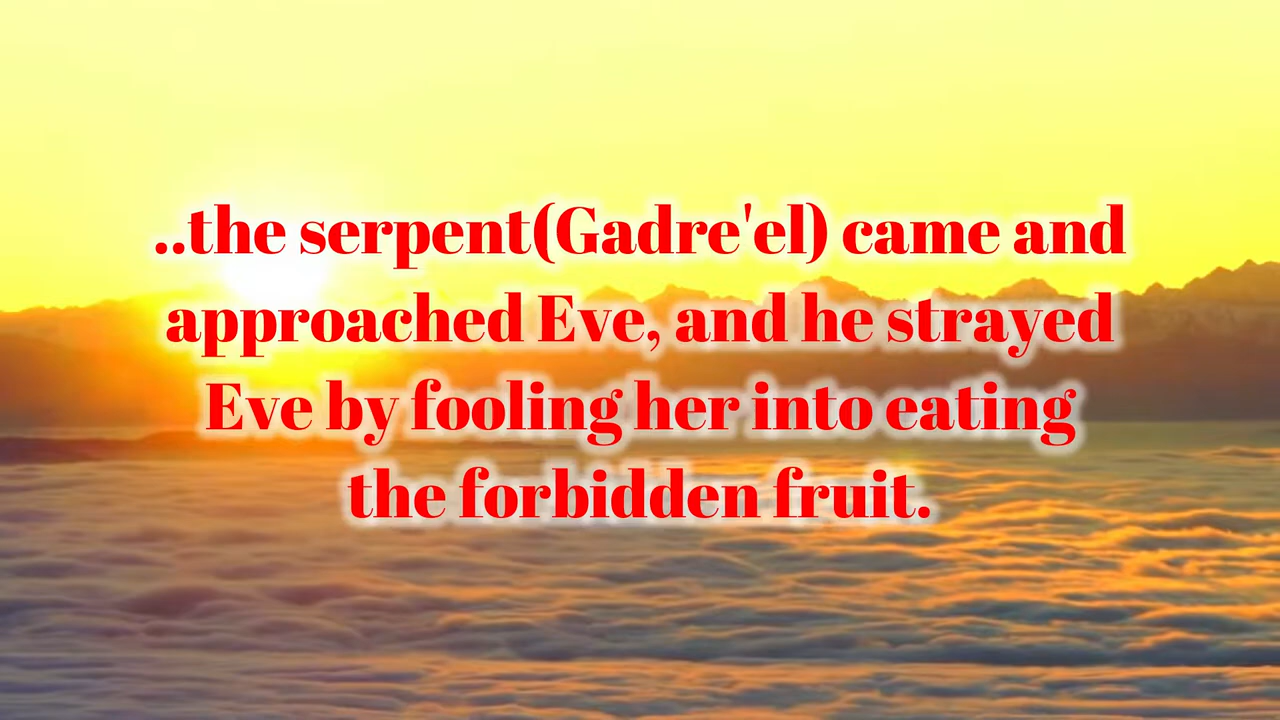 ..the serpent(Gadre'el) came and
approached Eve, and he strayed
Eve by fooling her into eating
the forbidden fruit.